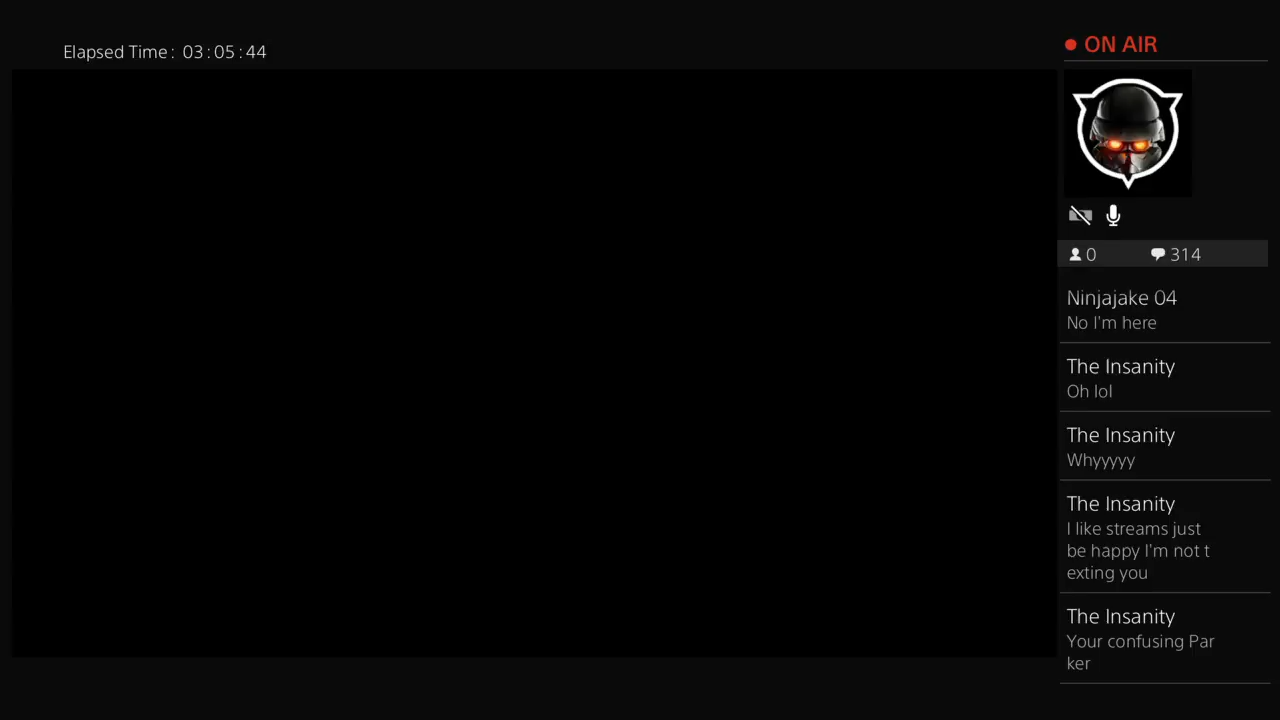 Elapsed Time: 03:05:44
ON AIR
0 314
Ninjajake 04
No I'm here
The Insanity
Oh lol
The Insanity
Whyyyyy
The Insanity
I like streams just
be happy I'm not t
exting you
The Insanity
Your confusing Par
ker